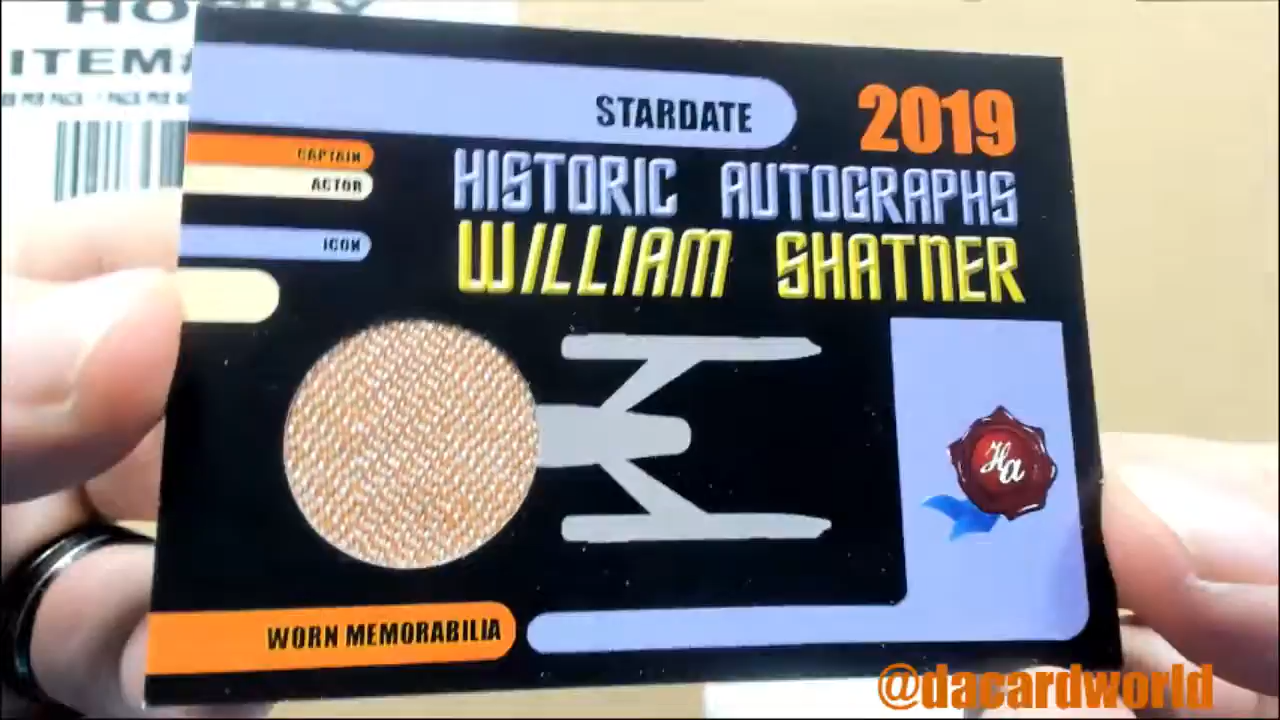 HOBBY
ITEM#
STARDATE
2019
CAPTAIN
ACTOR
ICON
HISTORIC AUTOGRAPHS
WILLIAM SHATNER
Ha
WORN MEMORABILIA
@dacardworld